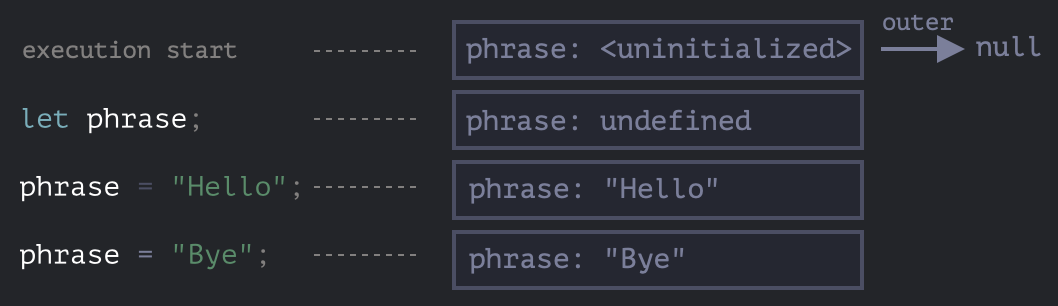 execution start phrase: <uninitialized> outer null
let phrase; phrase: undefined
phrase = "Hello"; phrase: "Hello"
phrase = "Bye"; phrase: "Bye"